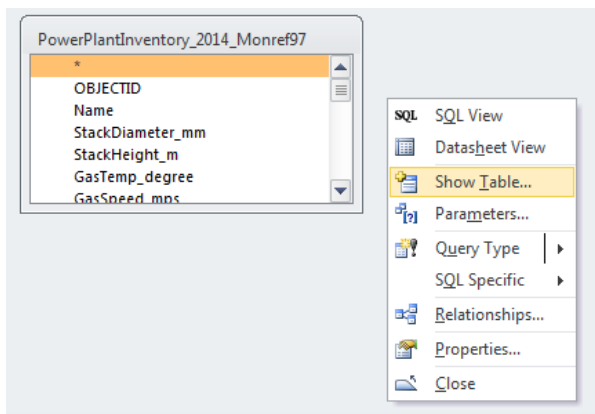 PowerPlantInventory_2014_Monref97
*
OBJECTID
Name
StackDiameter_mm
StackHeight_m
GasTemp_degree
GasSpeed_mps
SQL SQL View
Datasheet View
Show Table...
[?] Parameters...
Query Type
SQL Specific
Relationships...
Properties...
Close